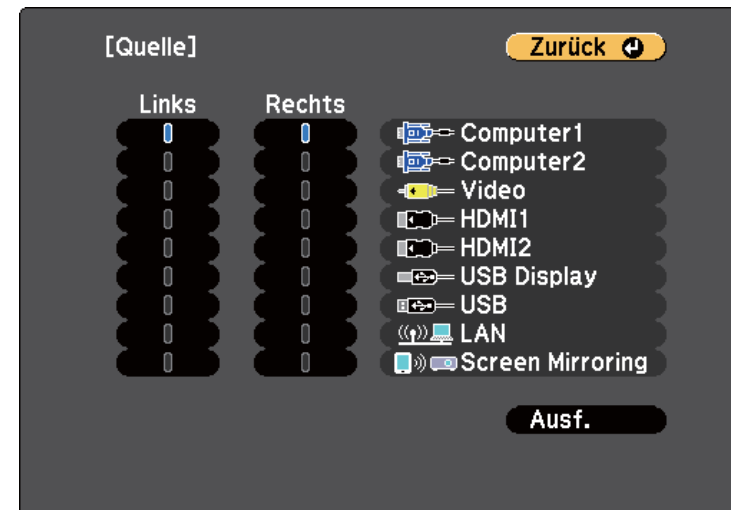 [Quelle] Zurück
Links Rechts
Computer1
Computer2
Video
HDMI1
HDMI2
USB Display
USB
LAN
Screen Mirroring
Ausf.